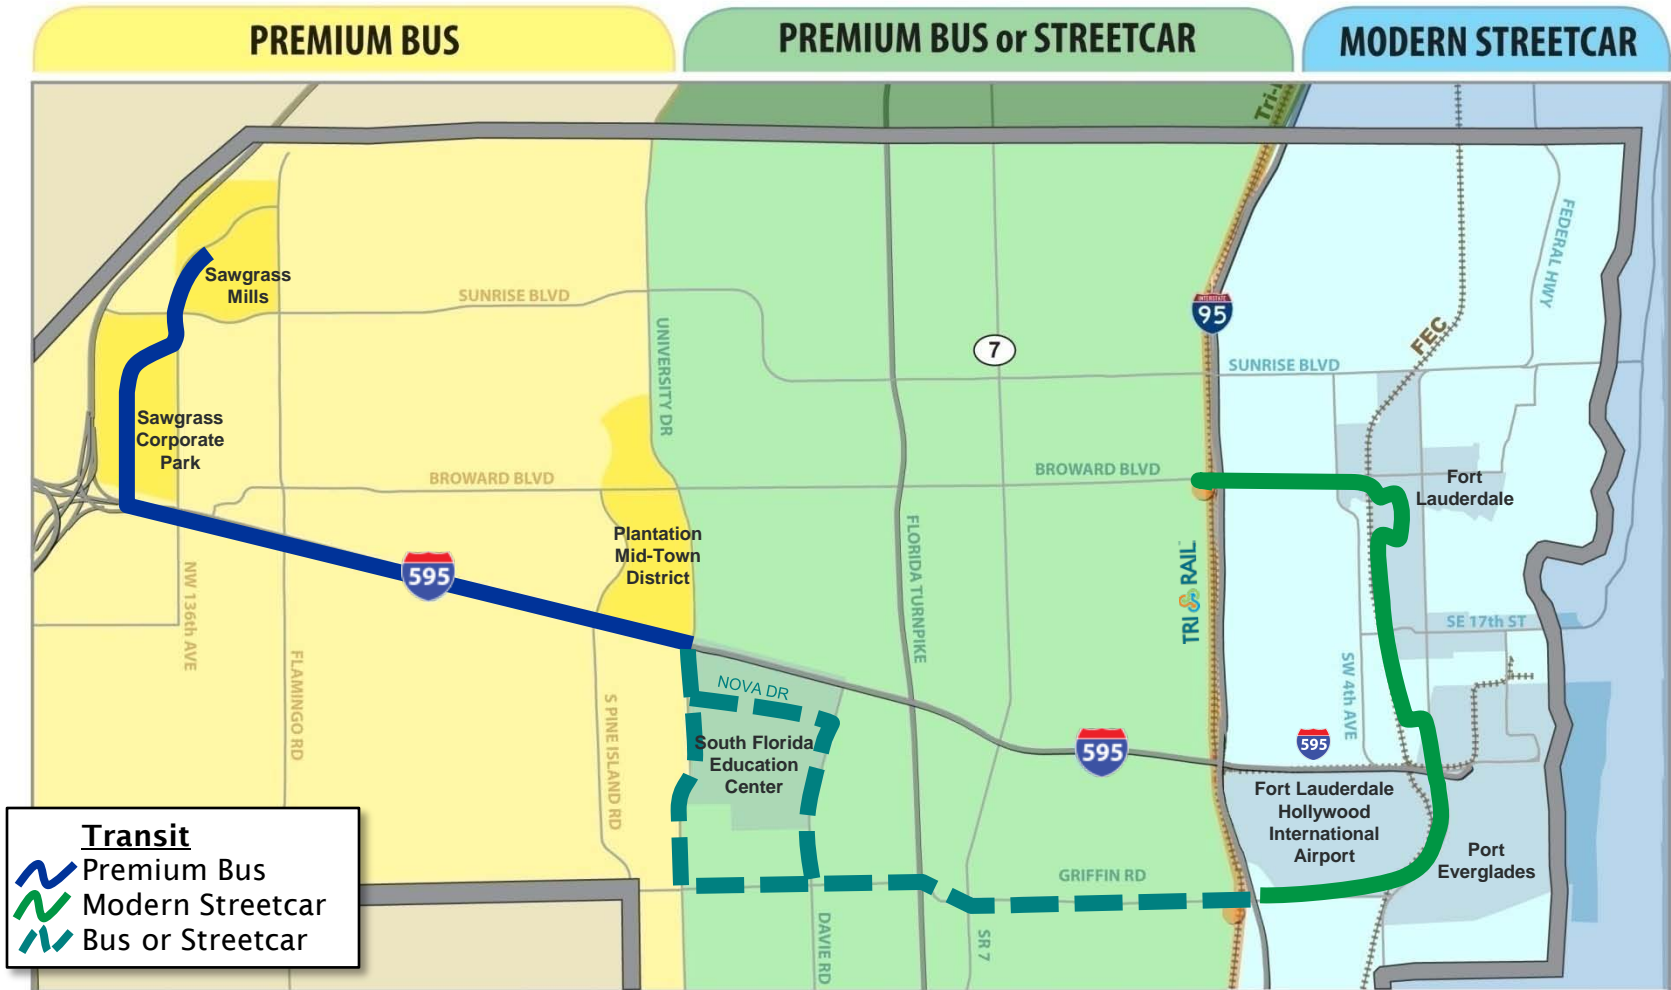 PREMIUM BUS
PREMIUM BUS or STREETCAR
MODERN STREETCAR
Tri-
FEDERAL HWY
Sawgrass
Mills
SUNRISE BLVD
UNIVERSITY DR
INTERSTATE
95
7
FEC
SUNRISE BLVD
Sawgrass
Corporate
Park
BROWARD BLVD
BROWARD BLVD
Fort
Lauderdale
Plantation
Mid-Town
District
FLORIDA TURNPIKE
TRI RAIL
595
NW 136th AVE
FLAMINGO RD
S PINE ISLAND RD
SE 17th ST
SW 4th AVE
NOVA DR
South Florida
Education
Center
595
595
Fort Lauderdale
Hollywood
International
Airport
Port
Everglades
GRIFFIN RD
DAVIE RD
SR 7
Transit
Premium Bus
Modern Streetcar
Bus or Streetcar